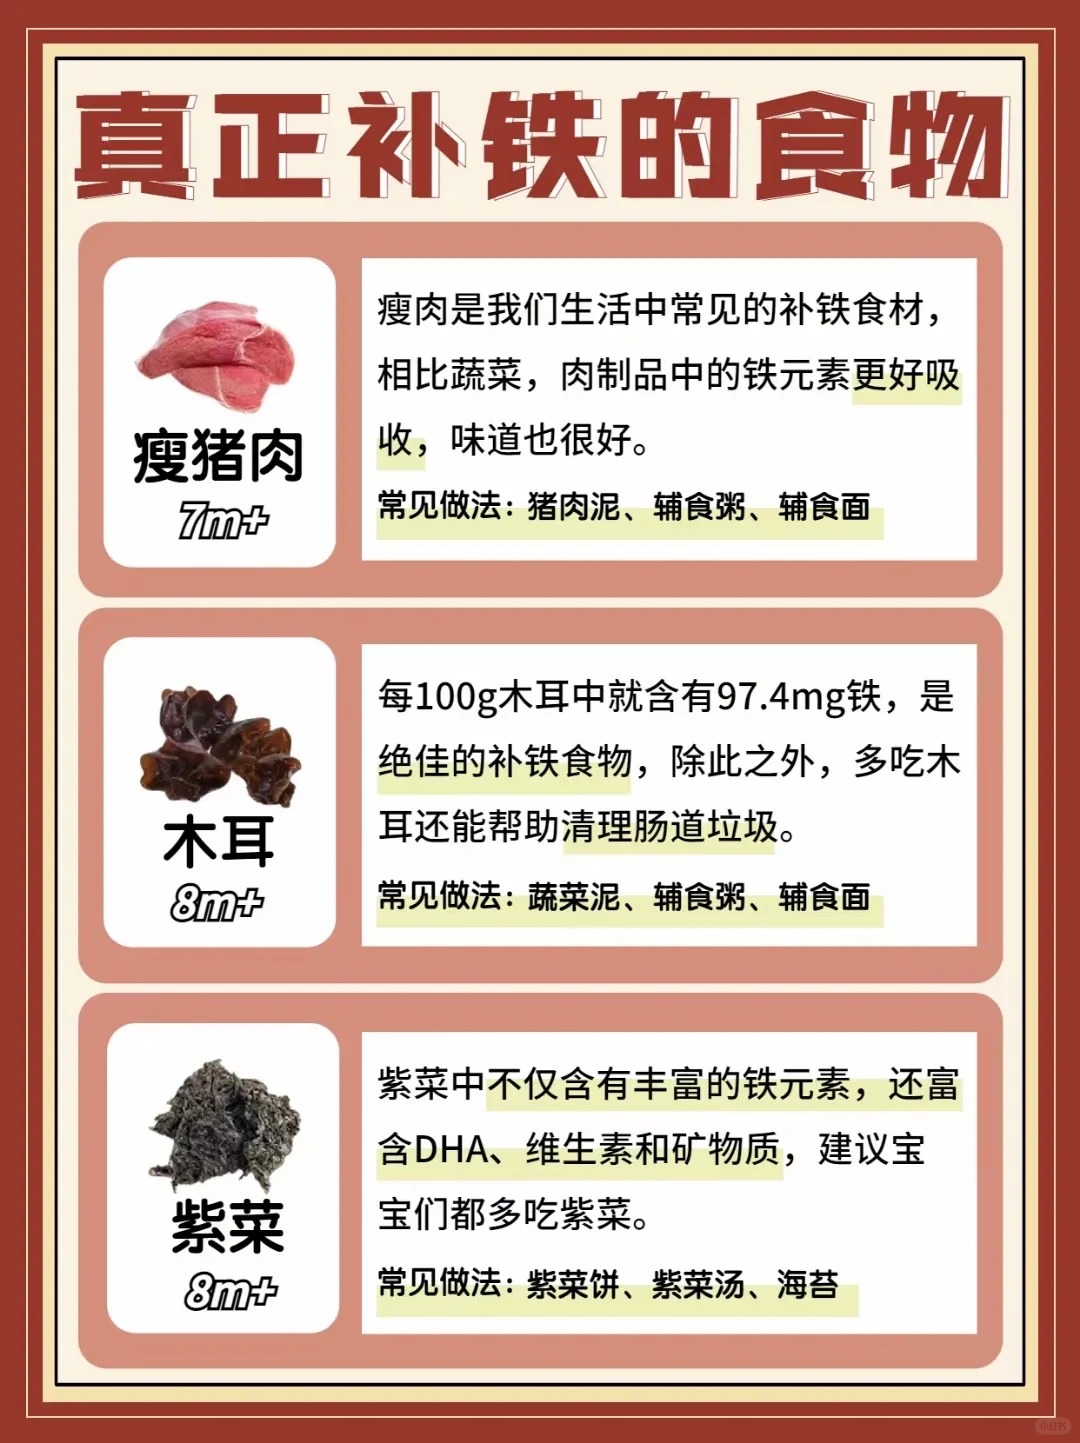 真正补铁的食物
瘦猪肉
7m+
瘦肉是我们生活中常见的补铁食材，
相比蔬菜，肉制品中的铁元素更好吸
收，味道也很好。
常见做法：猪肉泥、辅食粥、辅食面
木耳
8m+
每100g木耳中就含有97.4mg铁，是
绝佳的补铁食物，除此之外，多吃木
耳还能帮助清理肠道垃圾。
常见做法：蔬菜泥、辅食粥、辅食面
紫菜
8m+
紫菜中不仅含有丰富的铁元素，还富
含DHA、维生素和矿物质，建议宝
宝们都多吃紫菜。
常见做法：紫菜饼、紫菜汤、海苔